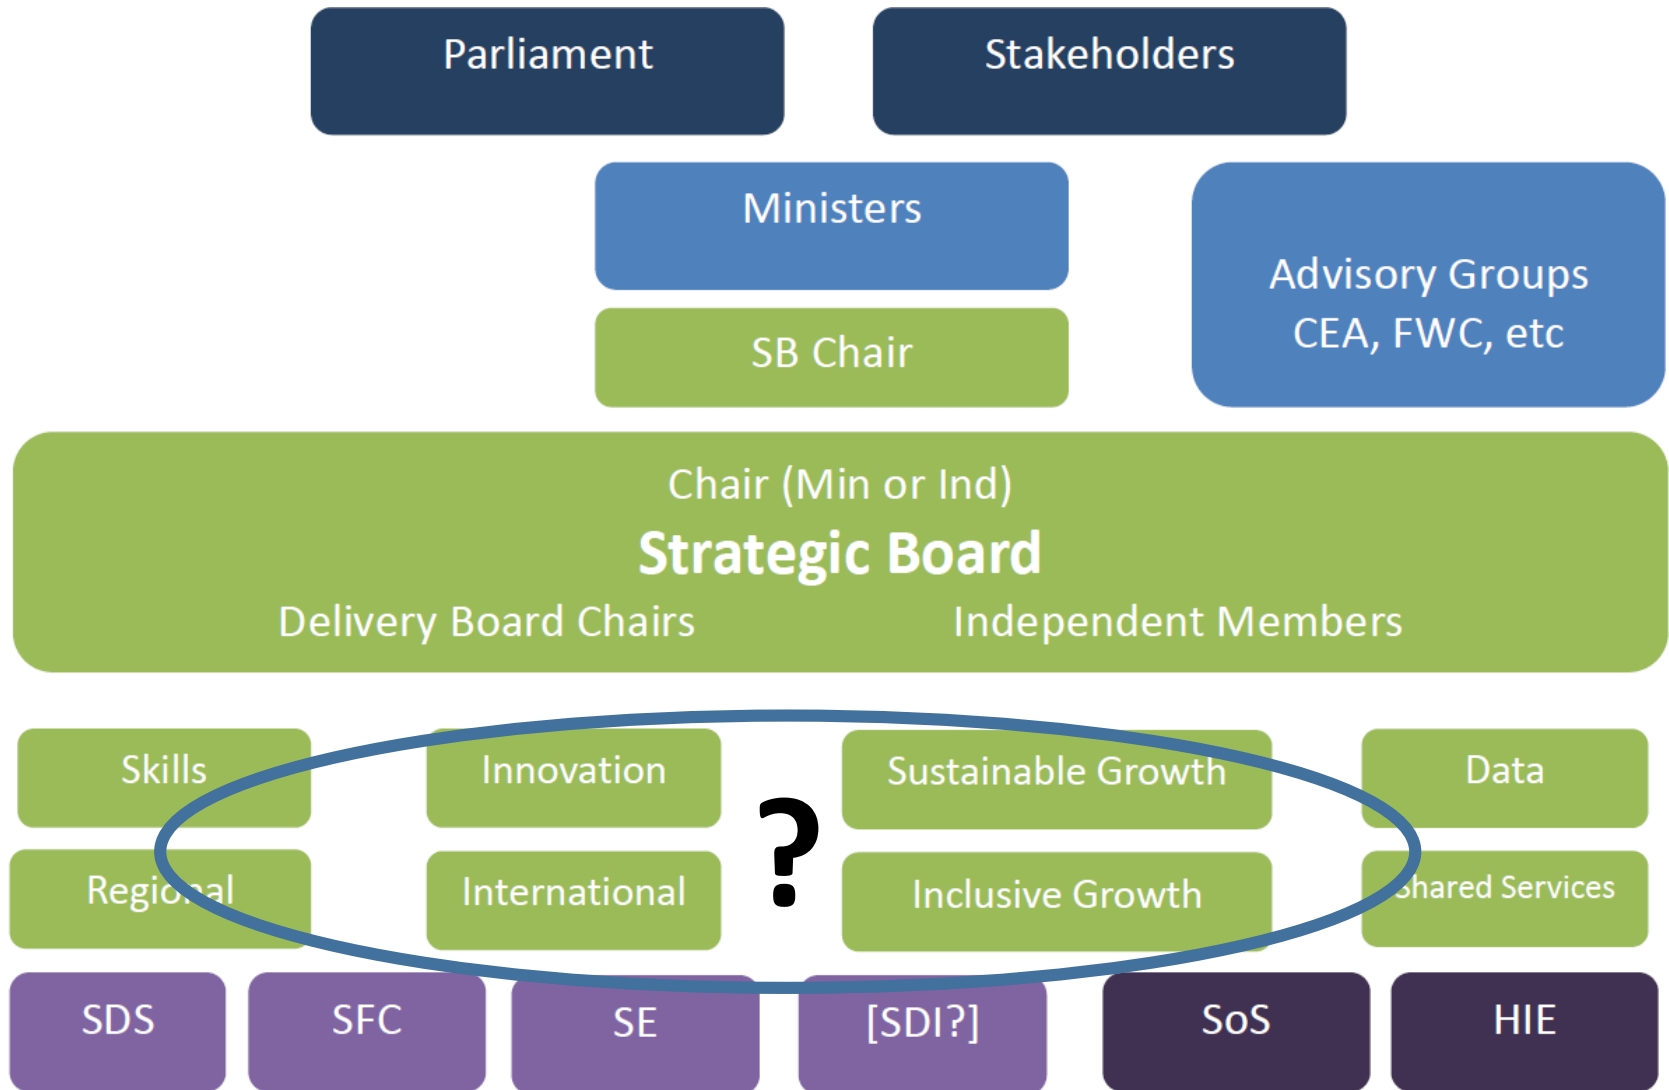 Parliament
Stakeholders
Ministers
Advisory Groups
CEA, FWC, etc
SB Chair
Chair (Min or Ind)
Strategic Board
Delivery Board Chairs
Independent Members
Skills
Innovation
Sustainable Growth
Data
?
Regional
International
Inclusive Growth
Shared Services
SDS
SFC
SE
[SDI?]
SoS
HIE